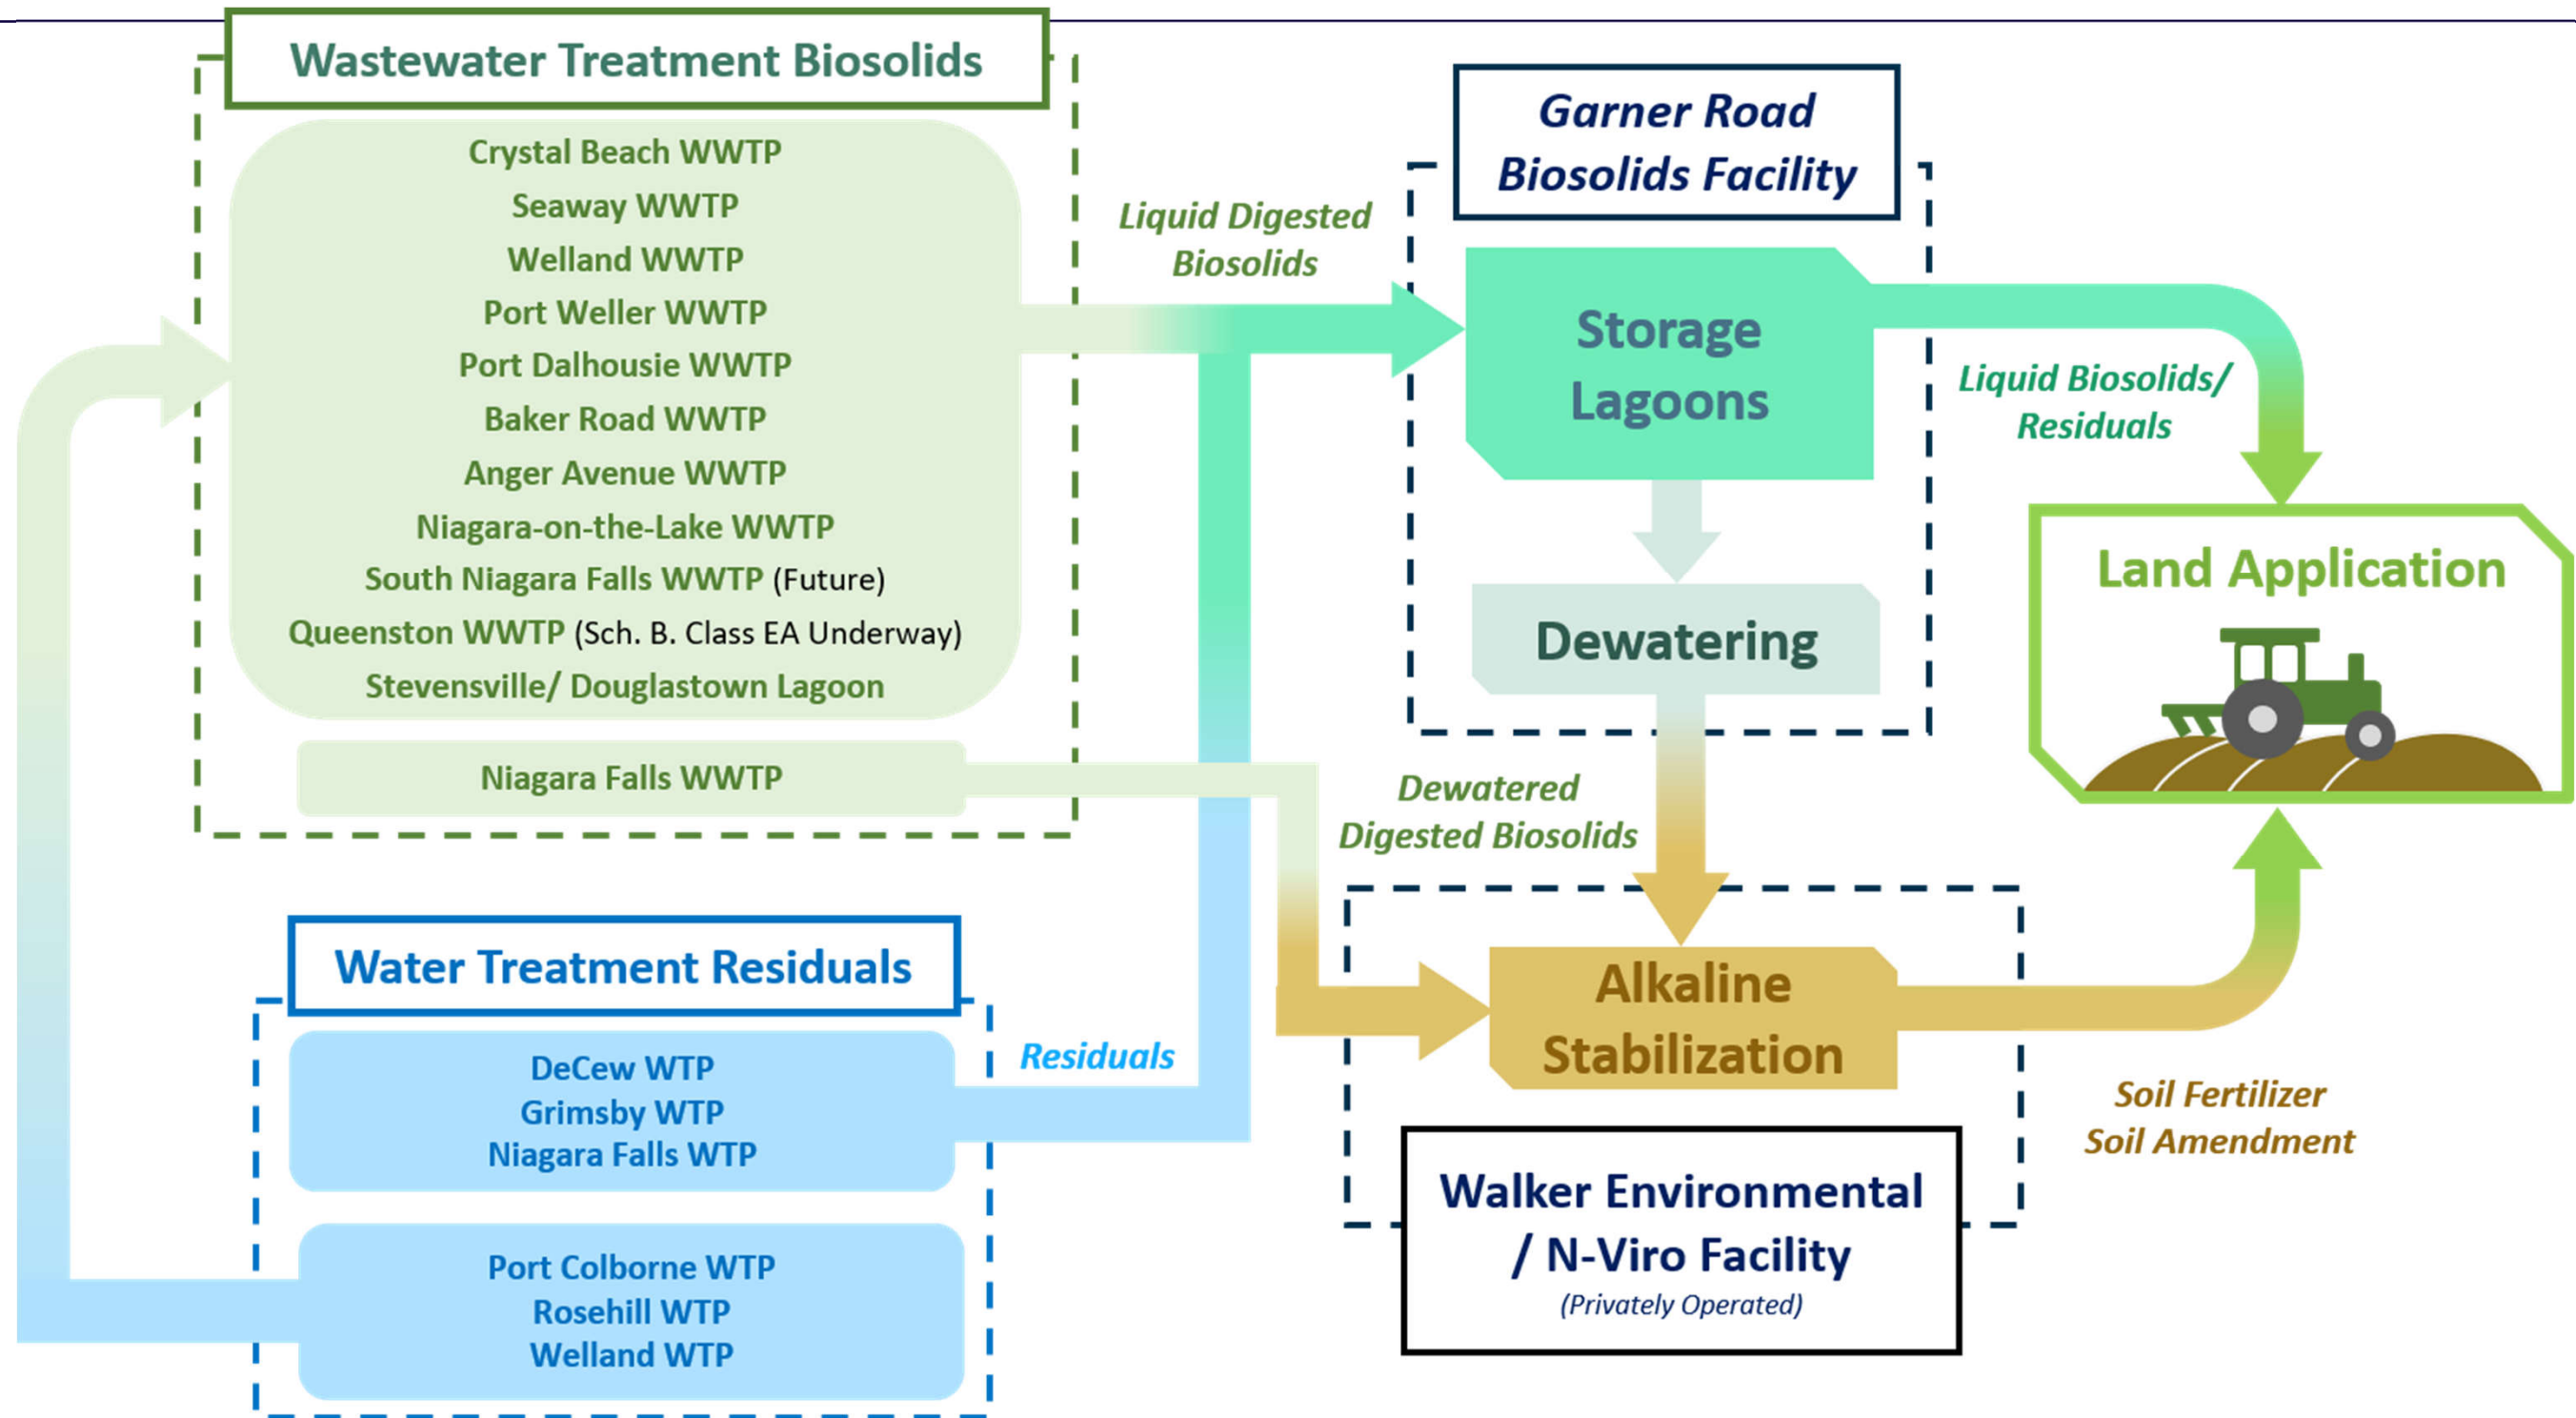 Wastewater Treatment Biosolids
Crystal Beach WWTP
Seaway WWTP
Welland WWTP
Port Weller WWTP
Port Dalhousie WWTP
Baker Road WWTP
Anger Avenue WWTP
Niagara-on-the-Lake WWTP
South Niagara Falls WWTP (Future)
Queenston WWTP (Sch. B. Class EA Underway)
Stevensville/ Douglastown Lagoon
Niagara Falls WWTP
Water Treatment Residuals
DeCew WTP
Grimsby WTP
Niagara Falls WTP
Port Colborne WTP
Rosehill WTP
Welland WTP
Liquid Digested
Biosolids
Residuals
Garner Road
Biosolids Facility
Storage
Lagoons
Dewatering
Dewatered
Digested Biosolids
Alkaline
Stabilization
Walker Environmental
/ N-Viro Facility
(Privately Operated)
Liquid Biosolids/
Residuals
Land Application
Soil Fertilizer
Soil Amendment